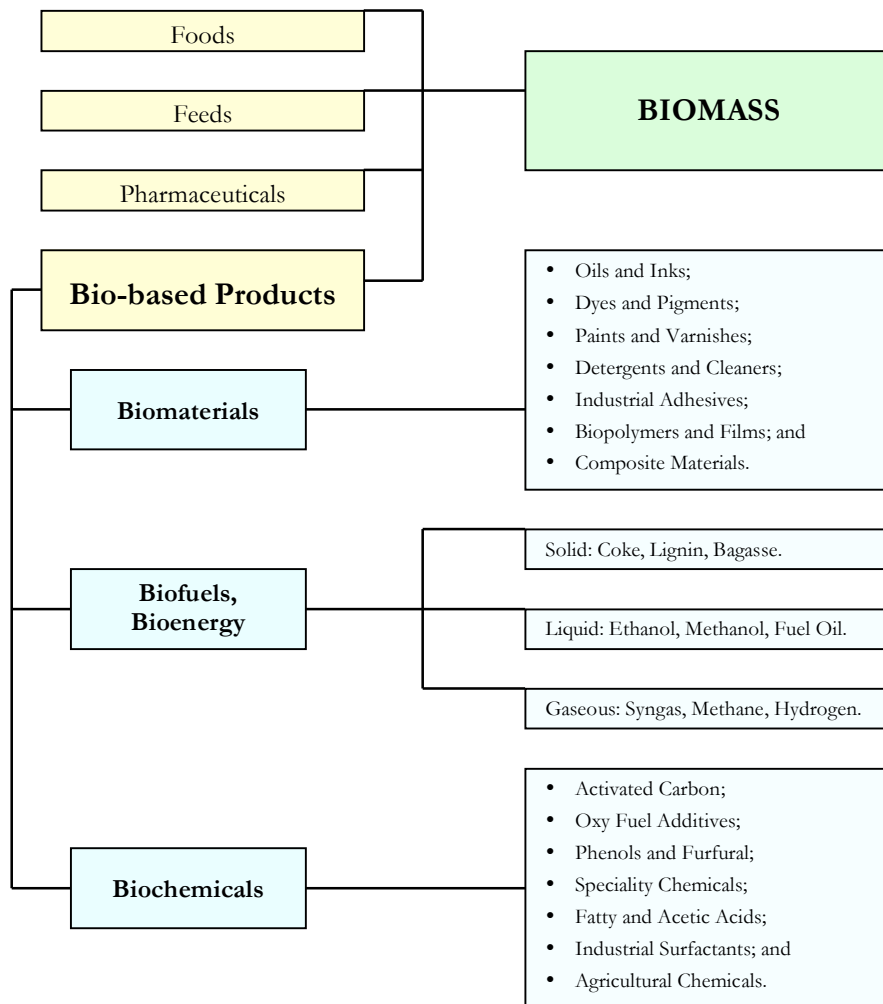 Foods
BIOMASS
Feeds
Pharmaceuticals
Bio-based Products
• Oils and Inks;
• Dyes and Pigments;
• Paints and Varnishes;
• Detergents and Cleaners;
• Industrial Adhesives;
• Biopolymers and Films; and
• Composite Materials.
Biomaterials
Solid: Coke, Lignin, Bagasse.
Biofuels,
Bioenergy
Liquid: Ethanol, Methanol, Fuel Oil.
Gaseous: Syngas, Methane, Hydrogen.
• Activated Carbon;
• Oxy Fuel Additives;
• Phenols and Furfural;
• Speciality Chemicals;
• Fatty and Acetic Acids;
• Industrial Surfactants; and
• Agricultural Chemicals.
Biochemicals